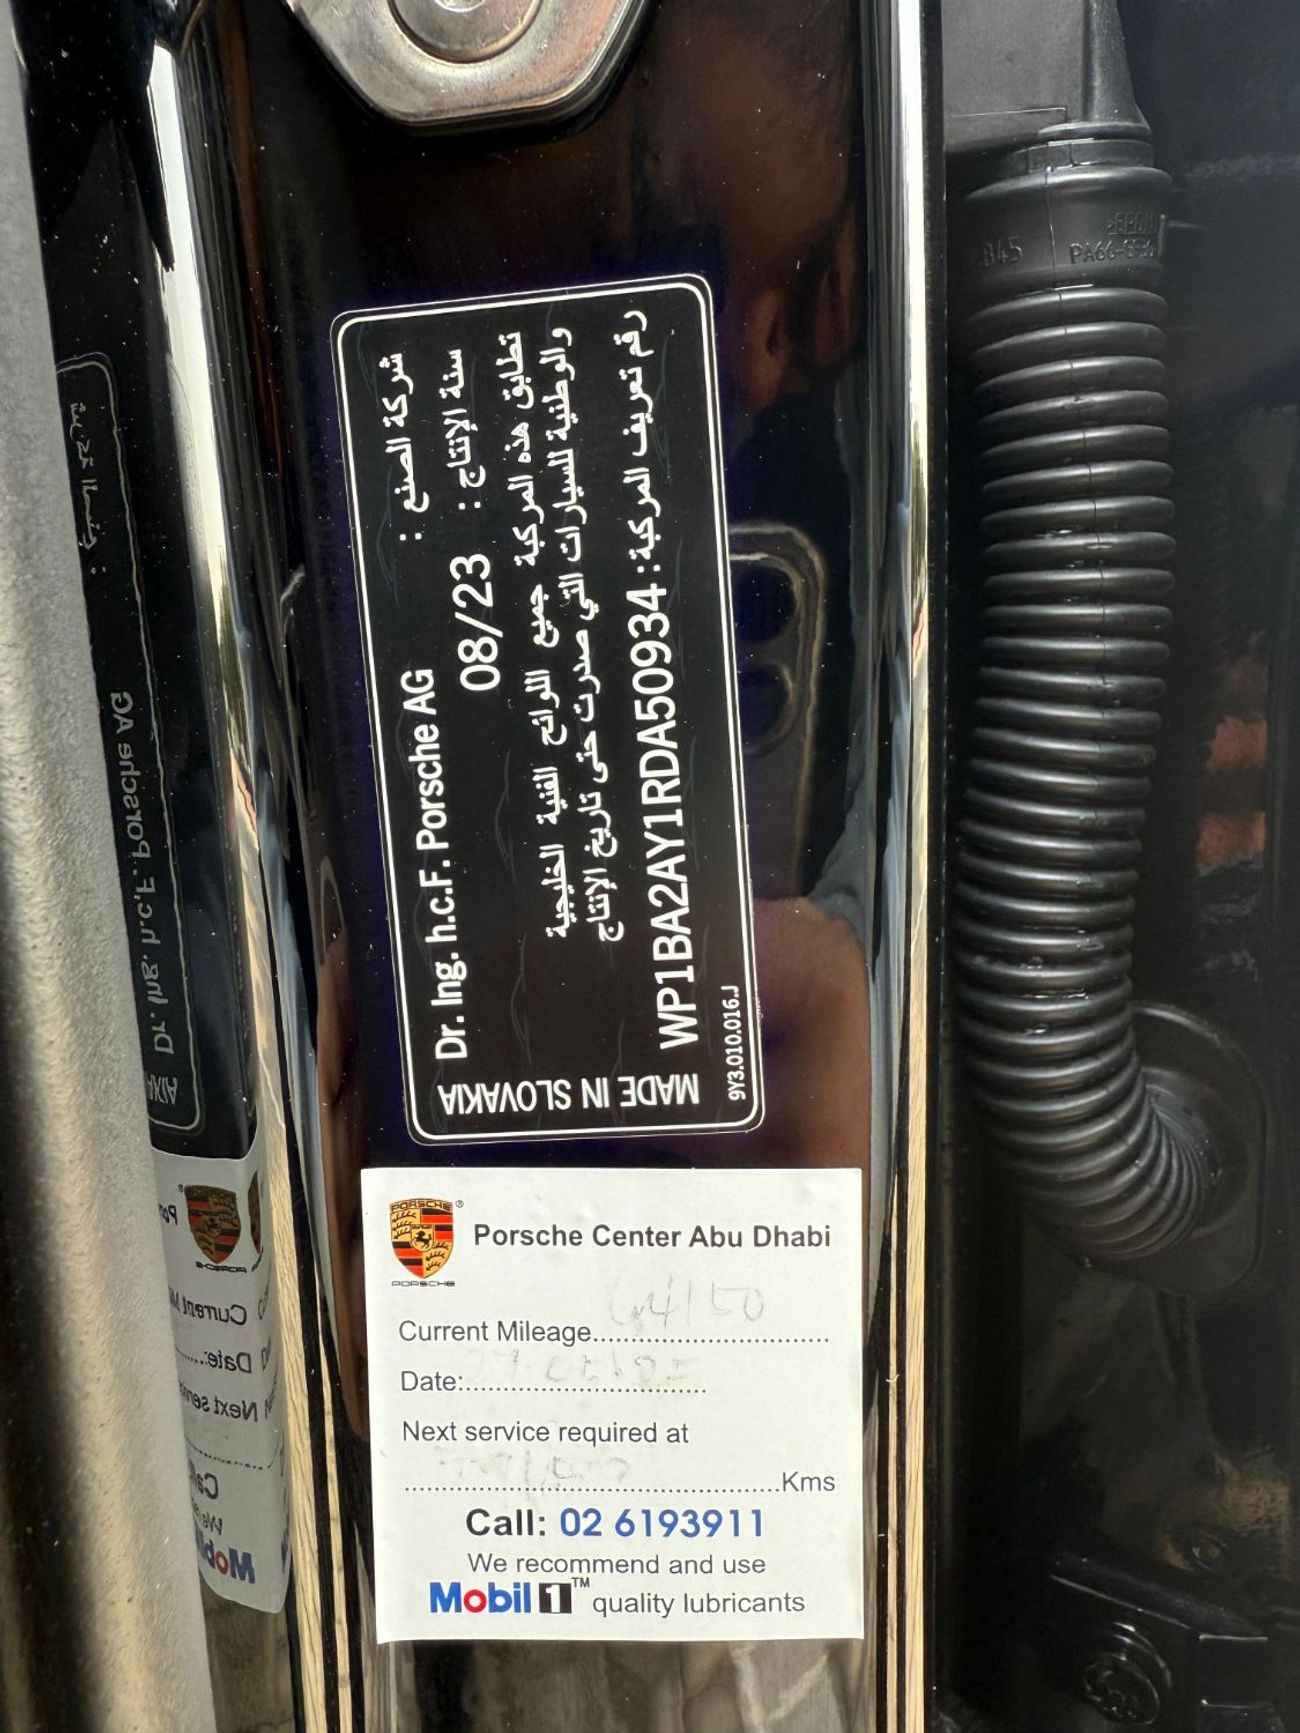 شركة الصنع : Dr. Ing. h.c.F. Porsche AG
سنة الإنتاج : 08/23
تطابق هذه المركبة جميع اللوائح الفنية الخليجية
والوطنية للسيارات التي صدرت حتى تاريخ الإنتاج
رقم تعريف المركبة: WP1BA2AY1RDA50934
MADE IN SLOVAKIA
9Y3.010.016.J
PORSCHE
PORSCHE
Porsche Center Abu Dhabi
Current Mileage..............................
Date:..............................
Next service required at
..............................Kms
Call: 02 6193911
We recommend and use
Mobil 1™ quality lubricants
845